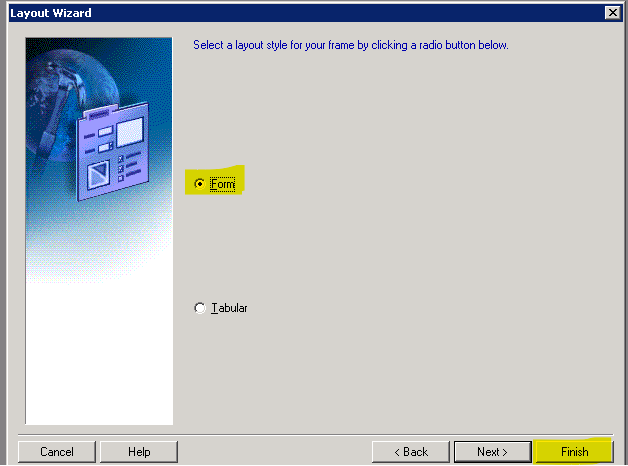 Layout Wizard
Select a layout style for your frame by clicking a radio button below.
Form
Tabular
Cancel
Help
< Back
Next >
Finish